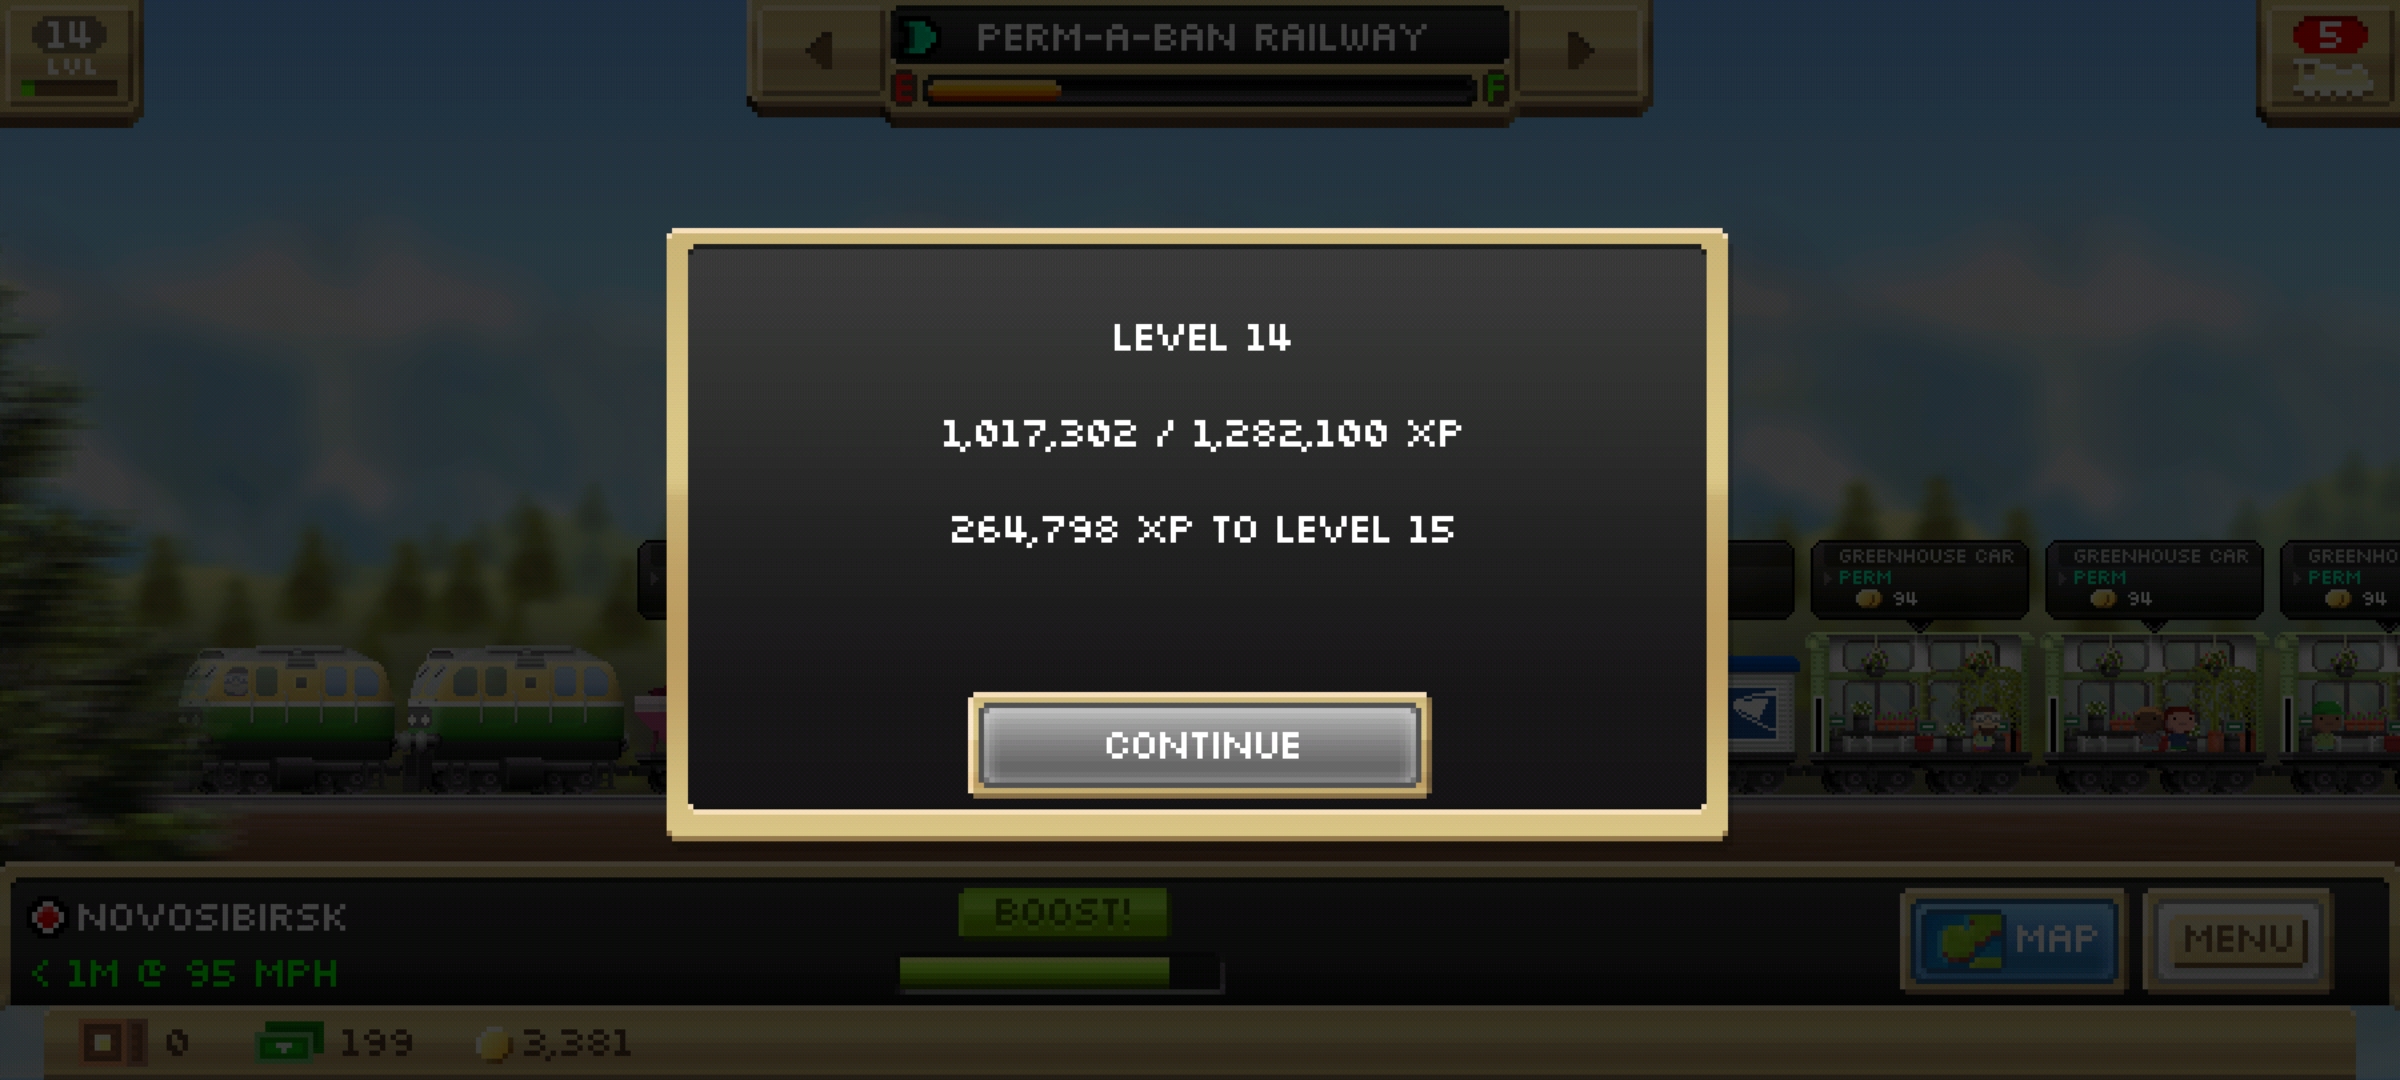 14
LVL
PERM-A-BAN RAILWAY
E
F
5
LEVEL 14
1,017,302 / 1,282,100 XP
264,798 XP TO LEVEL 15
CONTINUE
GREENHOUSE CAR
PERM
94
GREENHOUSE CAR
PERM
94
GREENHO
PERM
94
NOVOSIBIRSK
< 1M @ 95 MPH
BOOST!
MAP
MENU
0
199
3,381